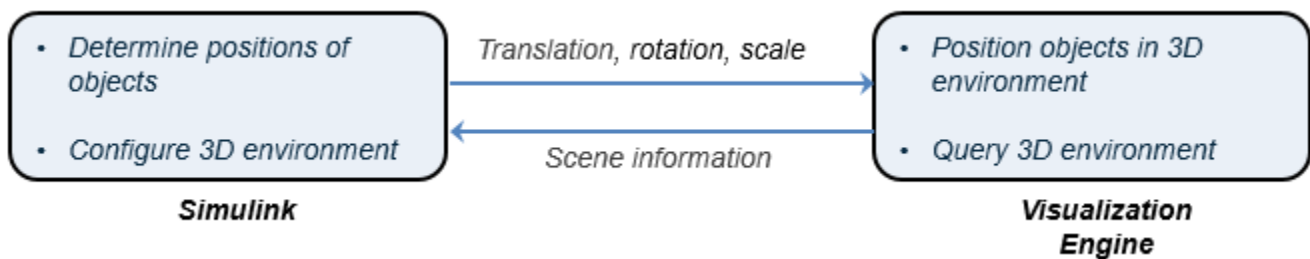 • Determine positions of
objects
• Configure 3D environment
Simulink
Translation, rotation, scale
Scene information
• Position objects in 3D
environment
• Query 3D environment
Visualization
Engine